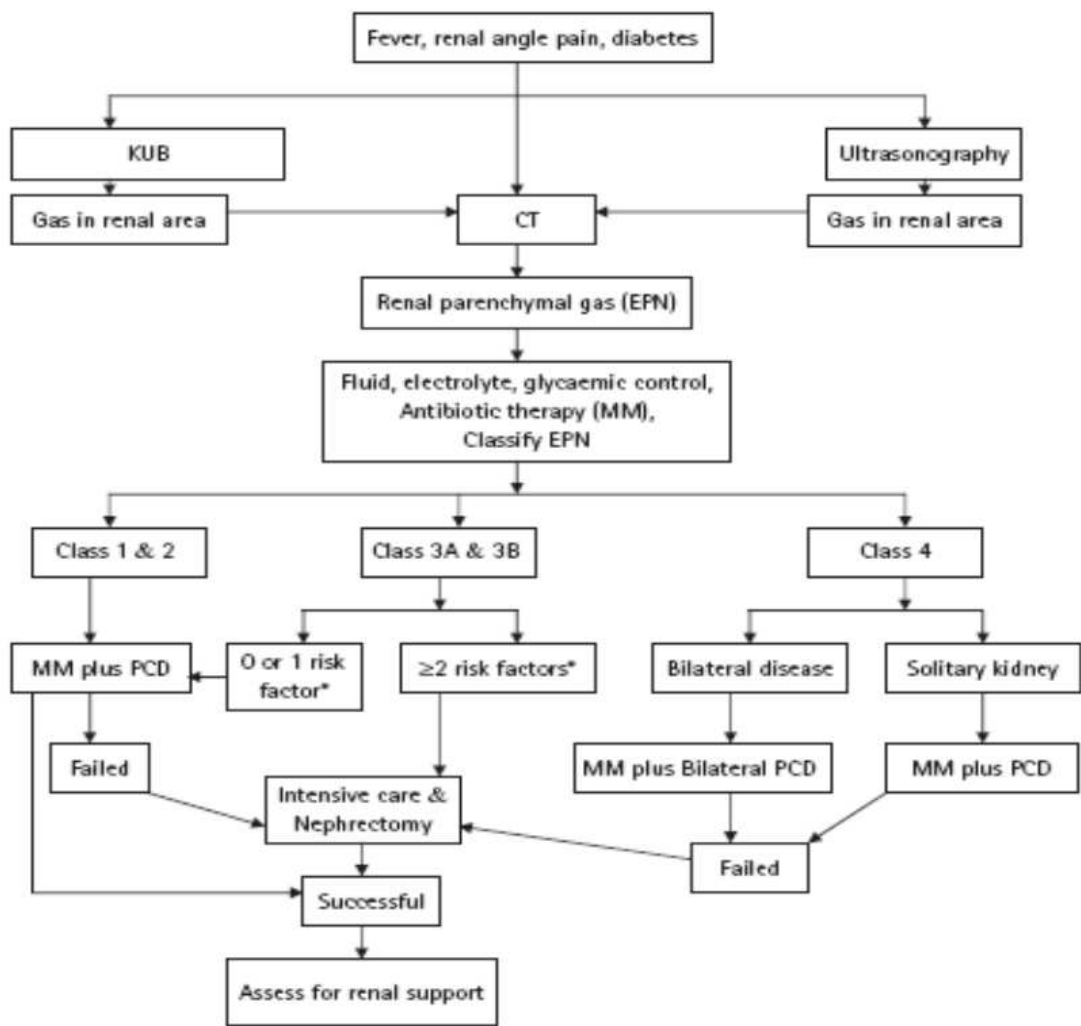 Fever, renal angle pain, diabetes
KUB
Ultrasonography
Gas in renal area
CT
Gas in renal area
Renal parenchymal gas (EPN)
Fluid, electrolyte, glycaemic control,
Antibiotic therapy (MM),
Classify EPN
Class 1 & 2
Class 3A & 3B
Class 4
MM plus PCD
0 or 1 risk
factor*
≥2 risk factors*
Bilateral disease
Solitary kidney
Failed
MM plus Bilateral PCD
MM plus PCD
Intensive care &
Nephrectomy
Failed
Successful
Assess for renal support